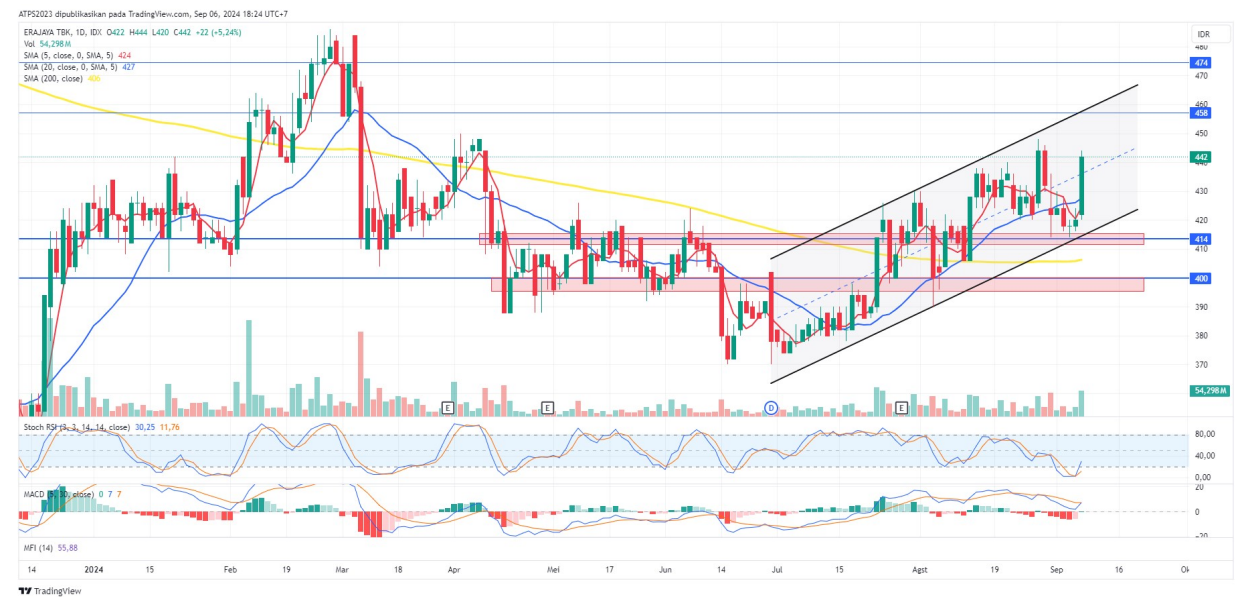 ATPS2023 dipublikasikan pada TradingView.com, Sep 06, 2024 18:24 UTC+7
ERAJAYA TBK, 1D, IDX O422 H444 L420 C442 +22 (+5,24%)
Vol 54,298M
SMA (5, close, 0, SMA, 5) 424
SMA (20, close, 0, SMA, 5) 427
SMA (200, close) 406
IDR
480
474
470
460
458
450
442
430
420
414
410
400
390
380
370
54,298M
E
E
D
E
Stoch RSI (3, 3, 14, 14, close) 30,25 11,76
80,00
40,00
0,00
MACD (5, 30, close) 0 7 7
20
0
-20
MFI (14) 55,88
14 2024 15 Feb 19 Mar 18 Apr Mei 17 Jun 14 Jul 15 Agst 19 Sep 16 Ok
TradingView